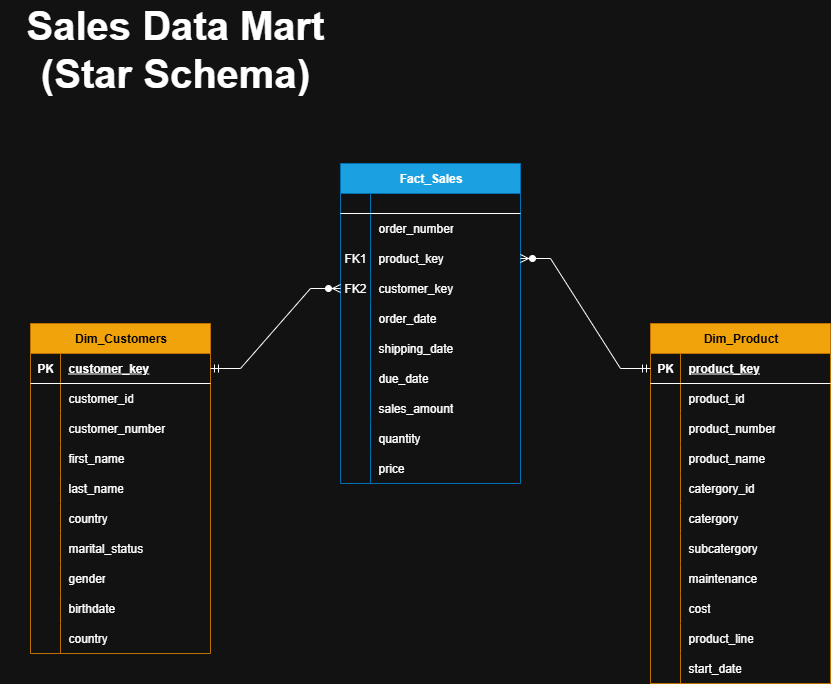 Sales Data Mart
(Star Schema)
Fact_Sales
order_number
FK1 product_key
FK2 customer_key
order_date
shipping_date
due_date
sales_amount
quantity
price
Dim_Customers
PK customer_key
customer_id
customer_number
first_name
last_name
country
marital_status
gender
birthdate
country
Dim_Product
PK product_key
product_id
product_number
product_name
catergory_id
catergory
subcatergory
maintenance
cost
product_line
start_date